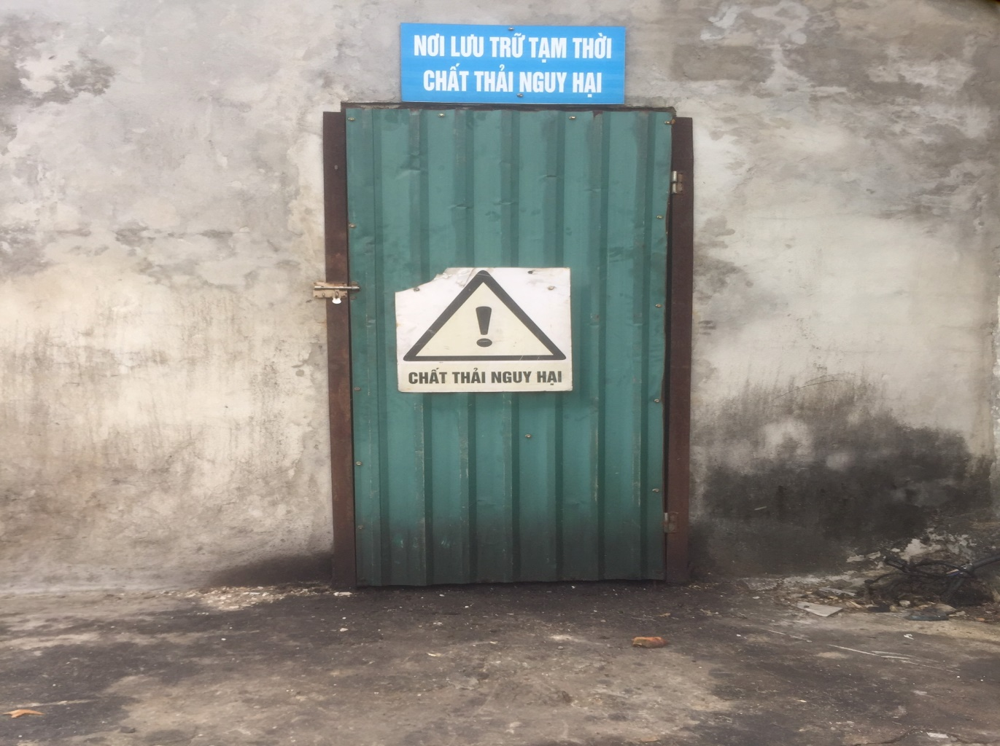 NƠI LƯU TRỮ TẠM THỜI
CHẤT THẢI NGUY HẠI
!
CHẤT THẢI NGUY HẠI